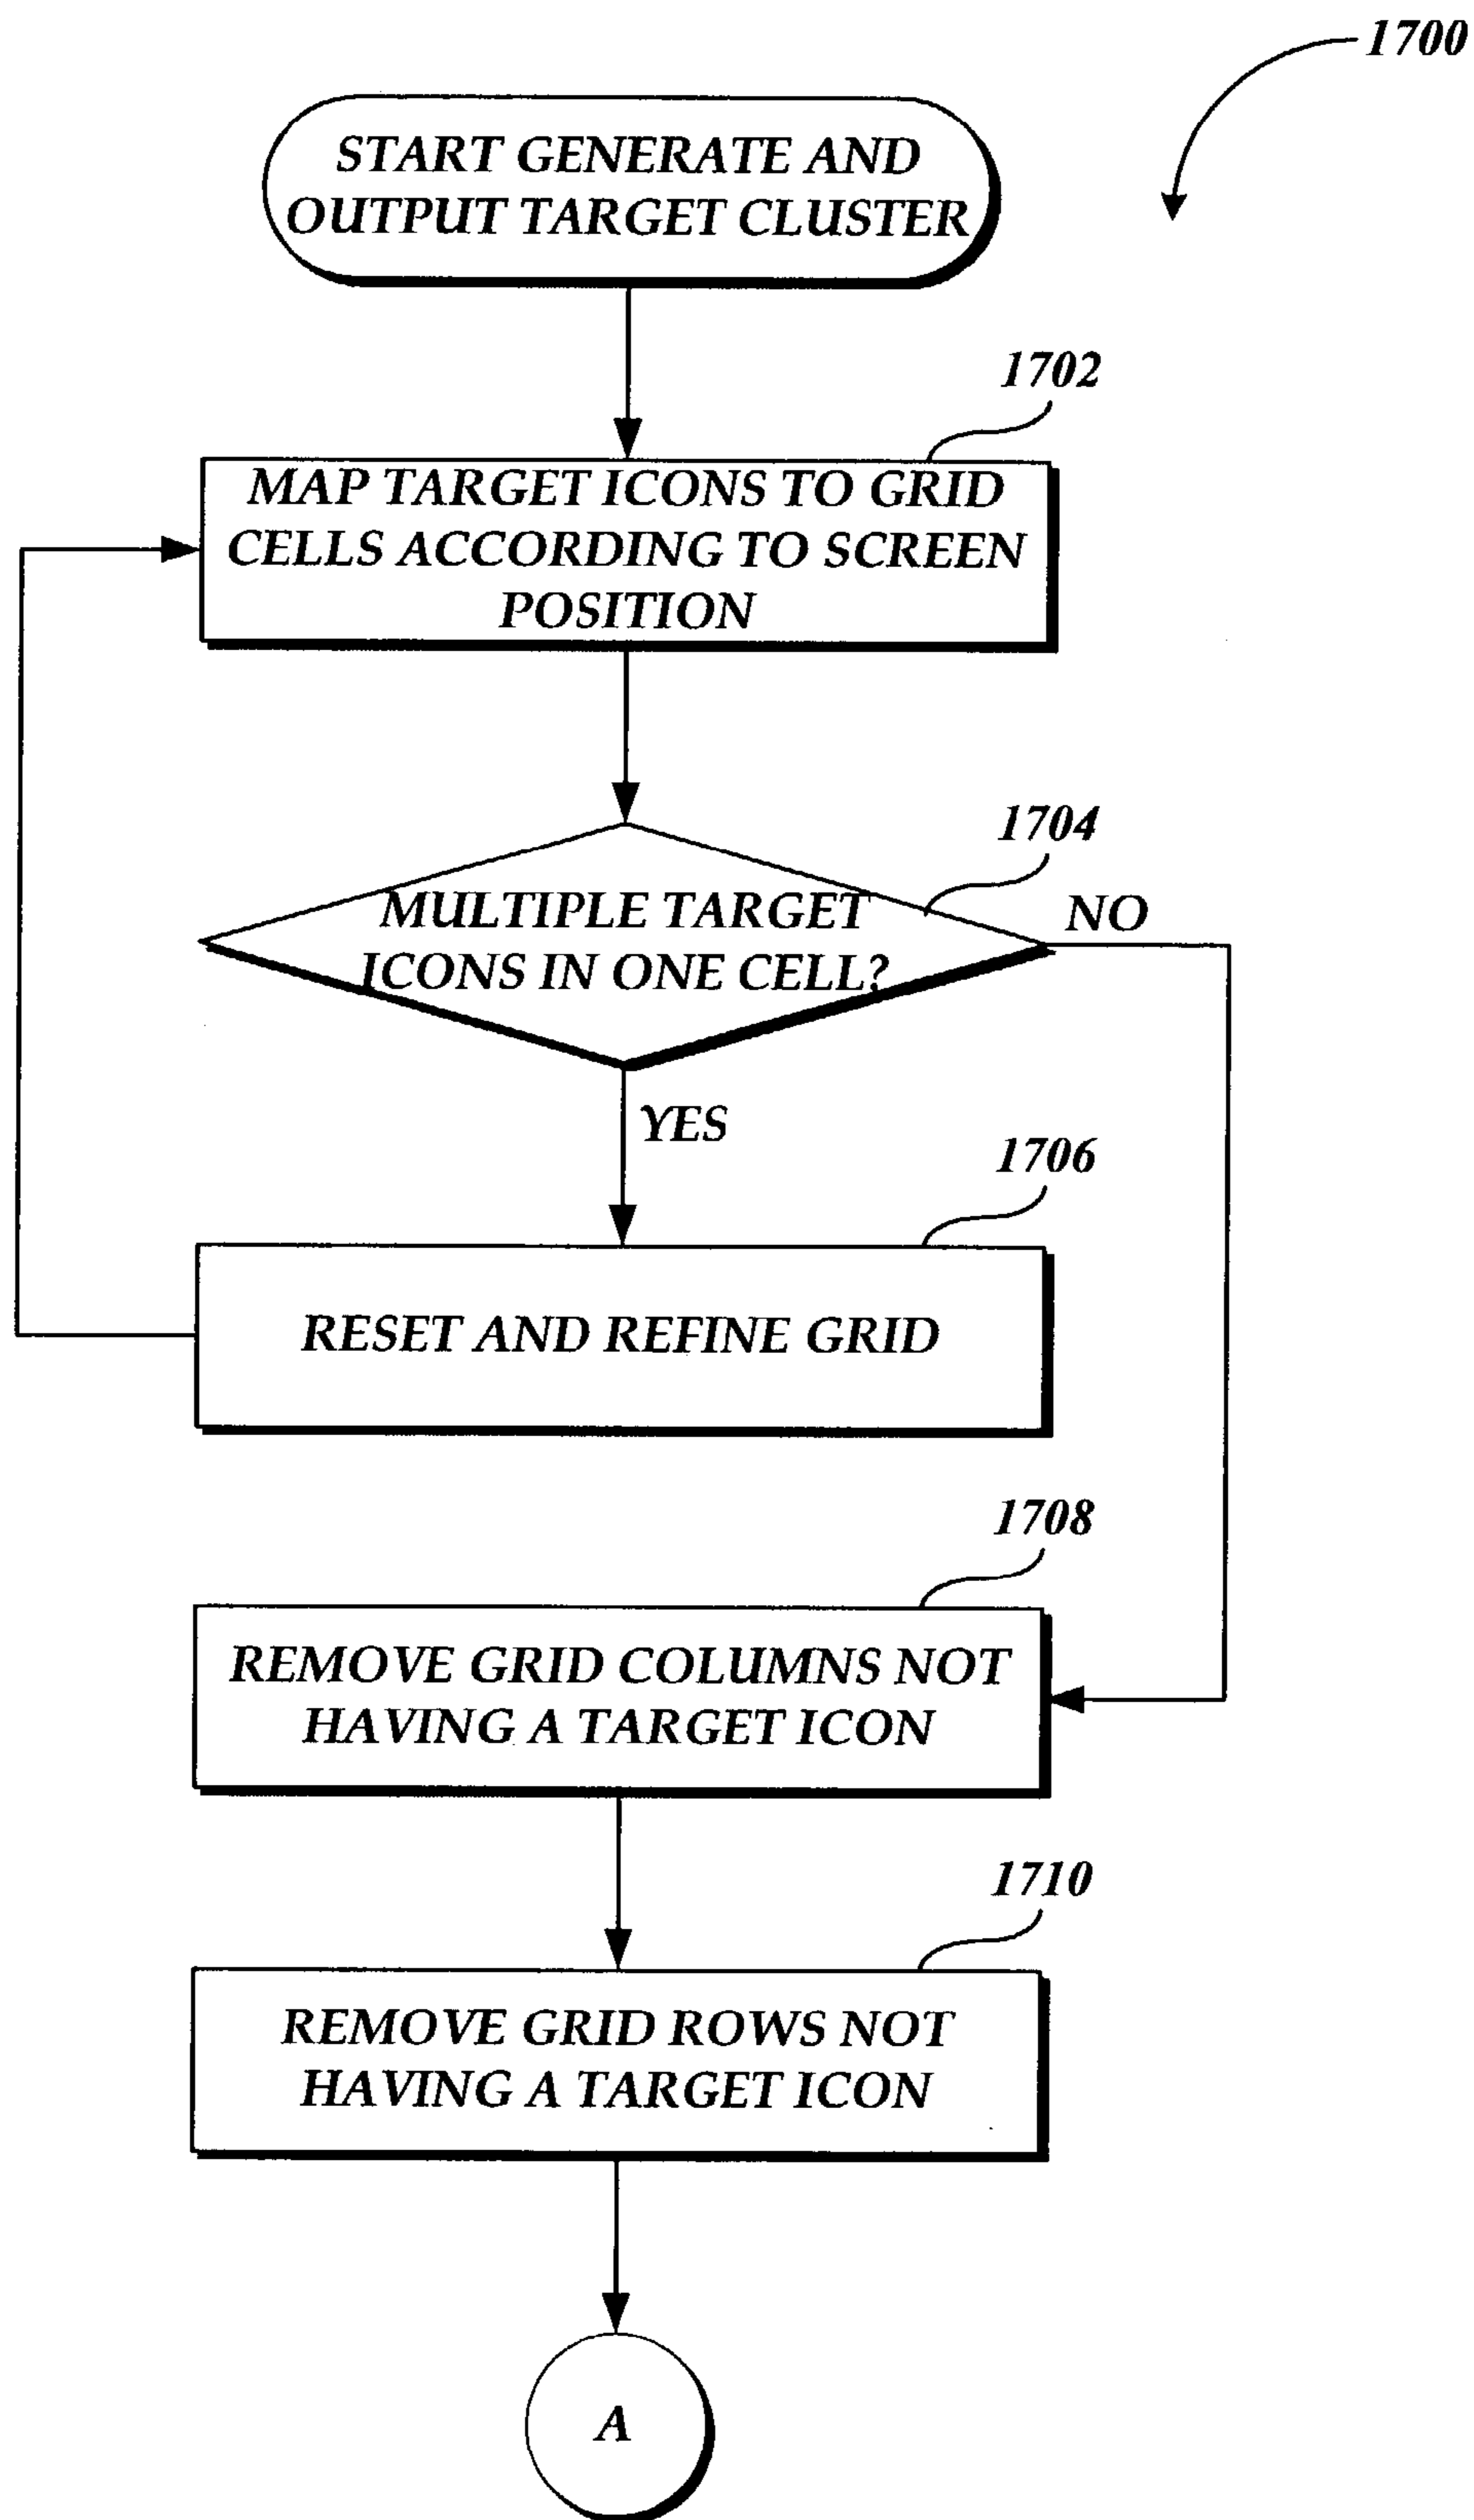 1700
START GENERATE AND
OUTPUT TARGET CLUSTER
1702
MAP TARGET ICONS TO GRID
CELLS ACCORDING TO SCREEN
POSITION
1704
MULTIPLE TARGET
ICONS IN ONE CELL?
NO
YES
1706
RESET AND REFINE GRID
1708
REMOVE GRID COLUMNS NOT
HAVING A TARGET ICON
1710
REMOVE GRID ROWS NOT
HAVING A TARGET ICON
A